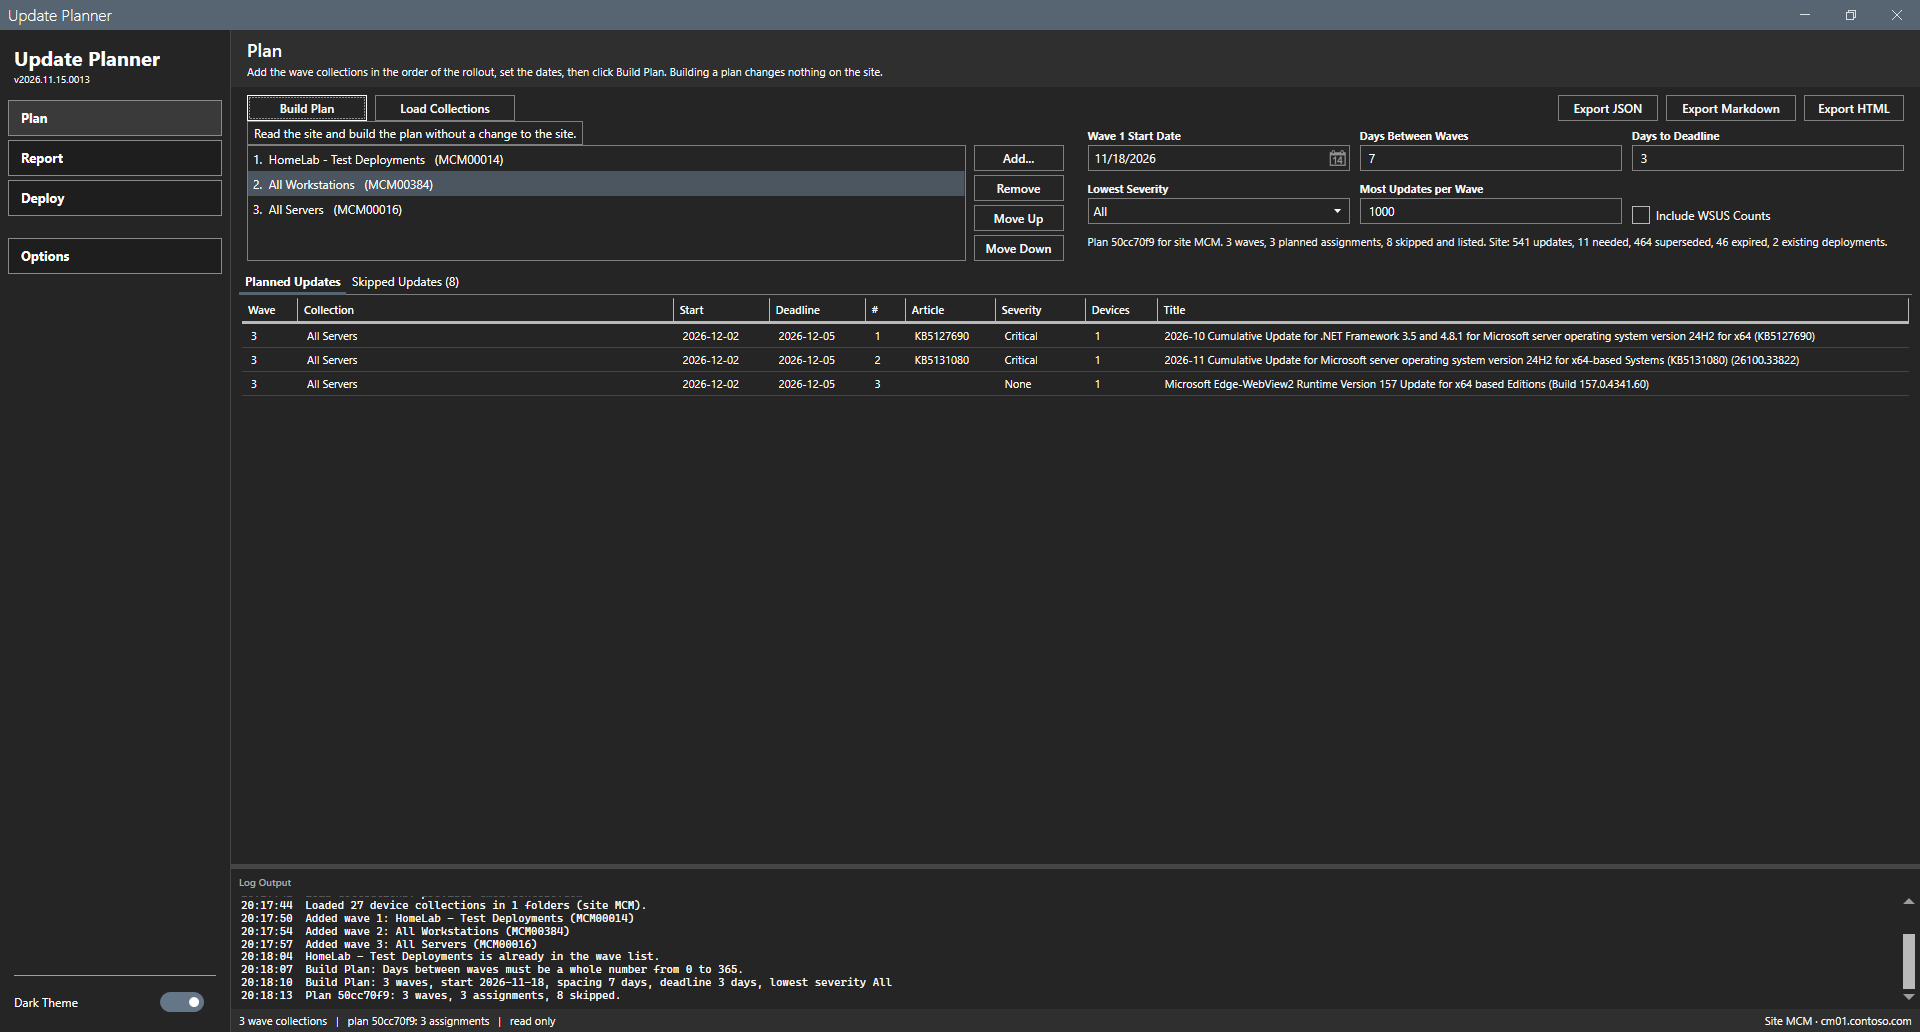 Update Planner
Update Planner
v2026.11.15.0013
Plan
Report
Deploy
Options
Dark Theme
Plan
Add the wave collections in the order of the rollout, set the dates, then click Build Plan. Building a plan changes nothing on the site.
Build Plan
Load Collections
Export JSON
Export Markdown
Export HTML
Read the site and build the plan without a change to the site.
1. HomeLab - Test Deployments (MCM00014)
2. All Workstations (MCM00384)
3. All Servers (MCM00016)
Add...
Remove
Move Up
Move Down
Wave 1 Start Date
Days Between Waves
Days to Deadline
11/18/2026
14
7
3
Lowest Severity
Most Updates per Wave
All
1000
Include WSUS Counts
Plan 50cc70f9 for site MCM. 3 waves, 3 planned assignments, 8 skipped and listed. Site: 541 updates, 11 needed, 464 superseded, 46 expired, 2 existing deployments.
Planned Updates
Skipped Updates (8)
Wave Collection Start Deadline # Article Severity Devices Title
3 All Servers 2026-12-02 2026-12-05 1 KB5127690 Critical 1 2026-10 Cumulative Update for .NET Framework 3.5 and 4.8.1 for Microsoft server operating system version 24H2 for x64 (KB5127690)
3 All Servers 2026-12-02 2026-12-05 2 KB5131080 Critical 1 2026-11 Cumulative Update for Microsoft server operating system version 24H2 for x64-based Systems (KB5131080) (26100.33822)
3 All Servers 2026-12-02 2026-12-05 3 None 1 Microsoft Edge-WebView2 Runtime Version 157 Update for x64 based Editions (Build 157.0.4341.60)
Log Output
20:17:44 Loaded 27 device collections in 1 folders (site MCM).
20:17:50 Added wave 1: HomeLab - Test Deployments (MCM00014)
20:17:54 Added wave 2: All Workstations (MCM00384)
20:17:57 Added wave 3: All Servers (MCM00016)
20:18:04 HomeLab - Test Deployments is already in the wave list.
20:18:07 Build Plan: Days between waves must be a whole number from 0 to 365.
20:18:10 Build Plan: 3 waves, start 2026-11-18, spacing 7 days, deadline 3 days, lowest severity All
20:18:13 Plan 50cc70f9: 3 waves, 3 assignments, 8 skipped.
3 wave collections | plan 50cc70f9: 3 assignments | read only
Site MCM · cm01.contoso.com